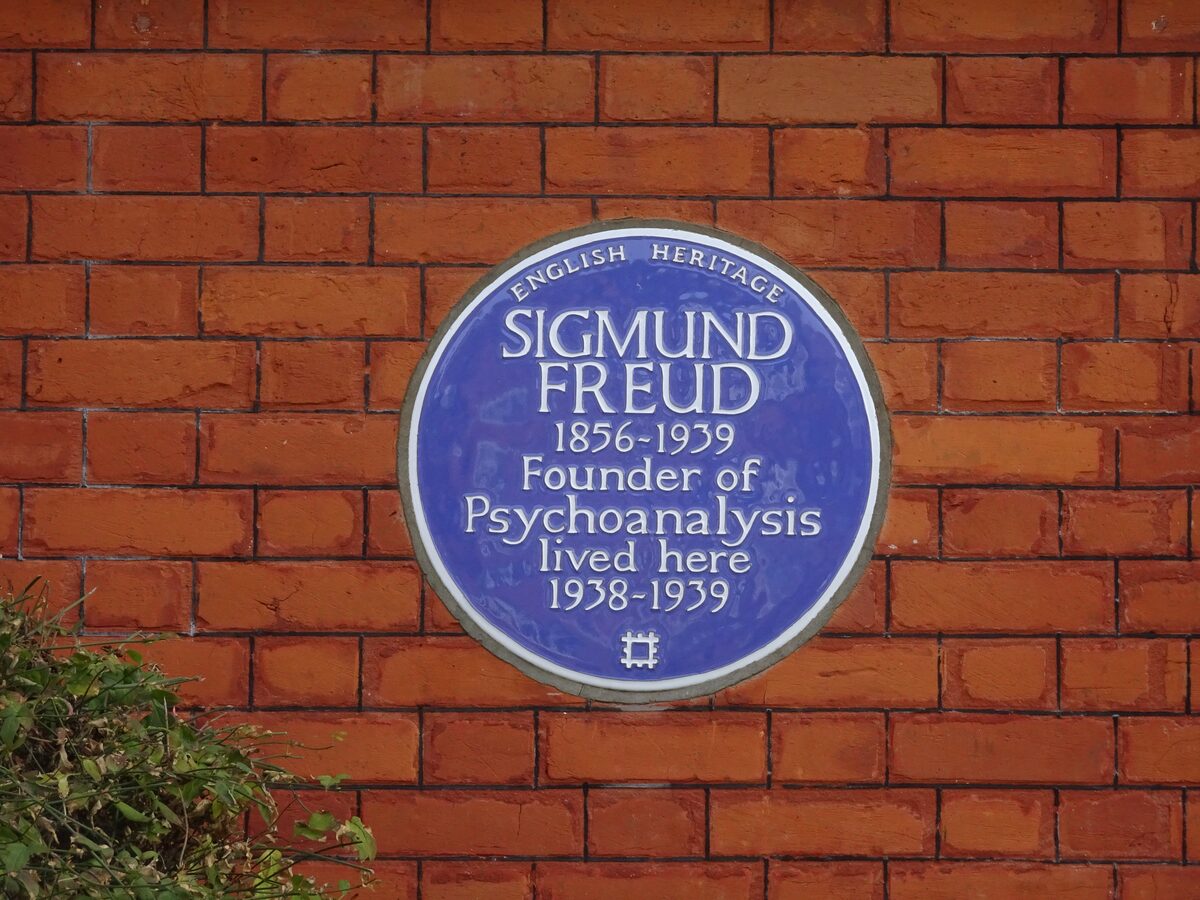 ENGLISH HERITAGE
SIGMUND
FREUD
1856-1939
Founder of
Psychoanalysis
lived here
1938-1939